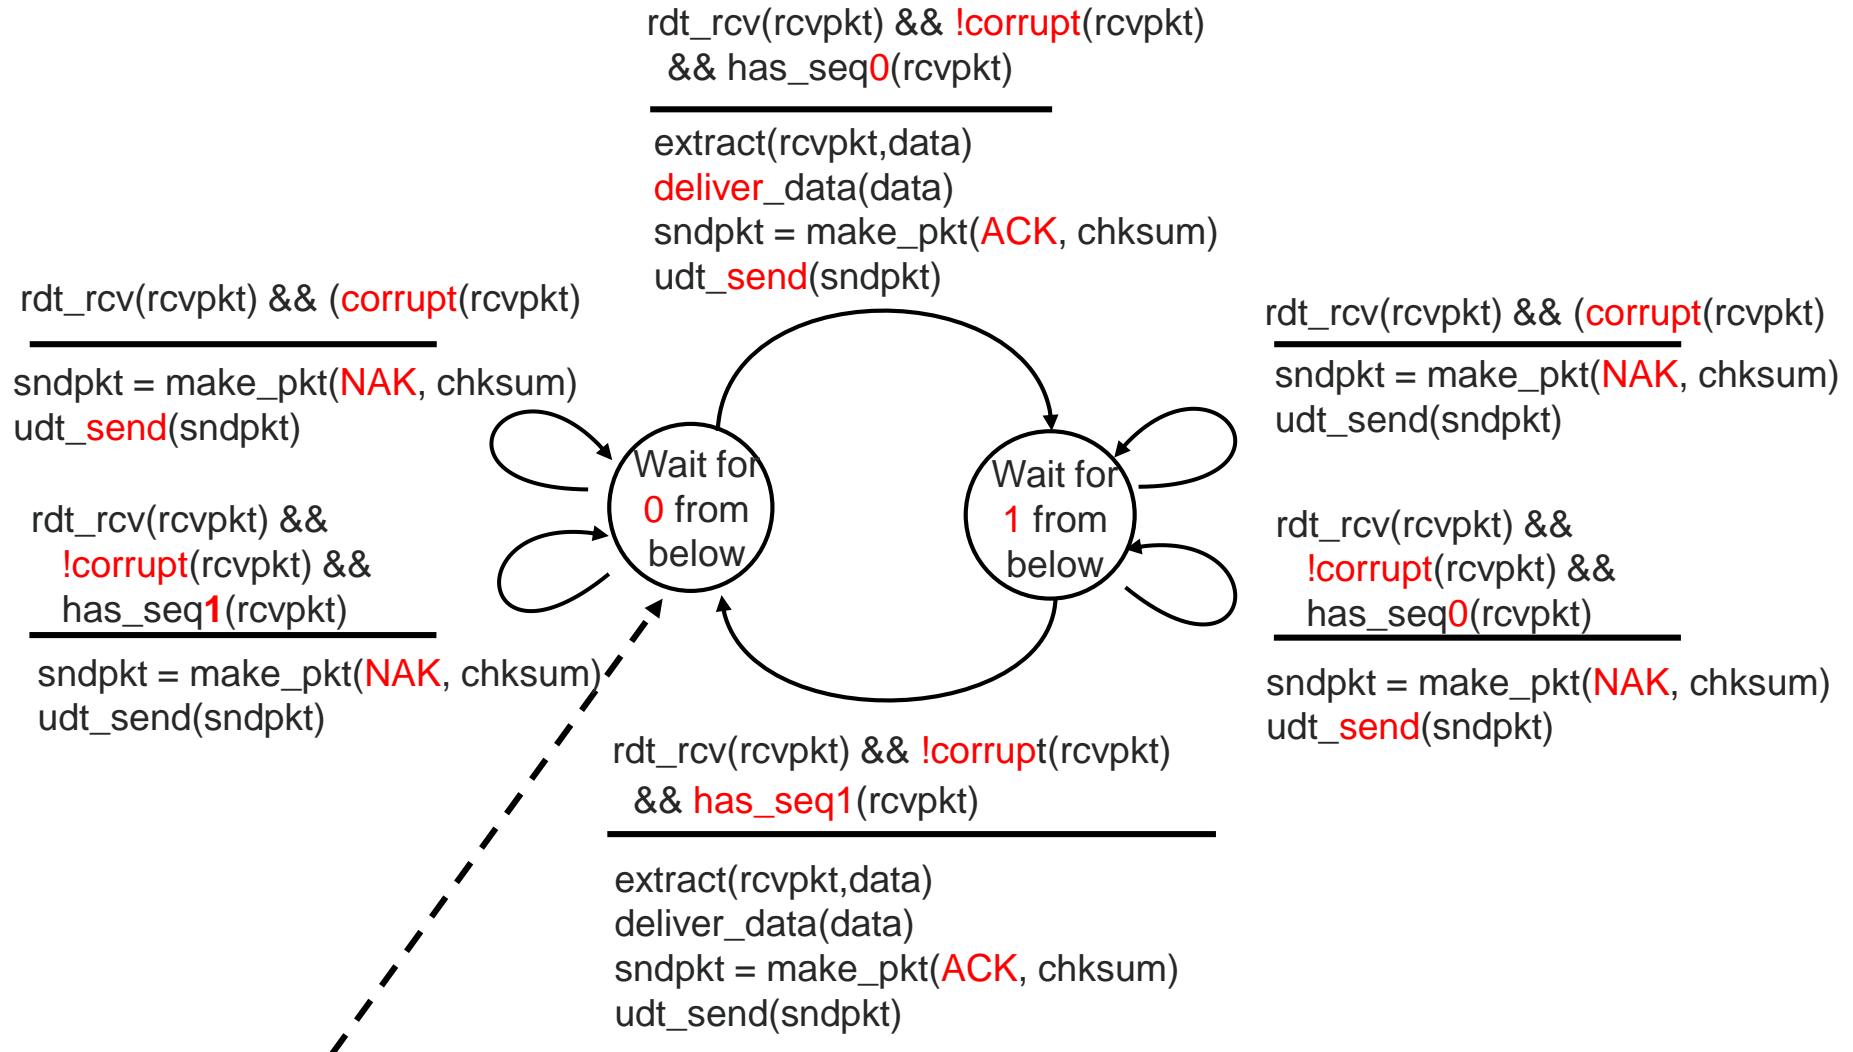 rdt_rcv(rcvpkt) && !corrupt(rcvpkt)
&& has_seq0(rcvpkt)
extract(rcvpkt,data)
deliver_data(data)
sndpkt = make_pkt(ACK, chksum)
udt_send(sndpkt)
rdt_rcv(rcvpkt) && (corrupt(rcvpkt)
sndpkt = make_pkt(NAK, chksum)
udt_send(sndpkt)
rdt_rcv(rcvpkt) &&
!corrupt(rcvpkt) &&
has_seq1(rcvpkt)
sndpkt = make_pkt(NAK, chksum)
udt_send(sndpkt)
Wait for
0 from
below
Wait for
1 from
below
rdt_rcv(rcvpkt) && (corrupt(rcvpkt)
sndpkt = make_pkt(NAK, chksum)
udt_send(sndpkt)
rdt_rcv(rcvpkt) &&
!corrupt(rcvpkt) &&
has_seq0(rcvpkt)
sndpkt = make_pkt(NAK, chksum)
udt_send(sndpkt)
rdt_rcv(rcvpkt) && !corrupt(rcvpkt)
&& has_seq1(rcvpkt)
extract(rcvpkt,data)
deliver_data(data)
sndpkt = make_pkt(ACK, chksum)
udt_send(sndpkt)